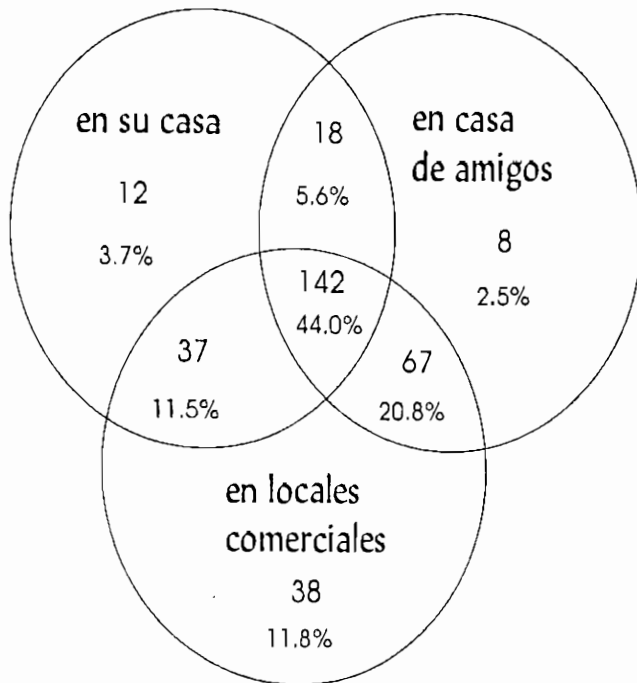 en su casa
12
3.7%
18
5.6%
en casa
de amigos
8
2.5%
142
44.0%
37
11.5%
67
20.8%
en locales
comerciales
38
11.8%